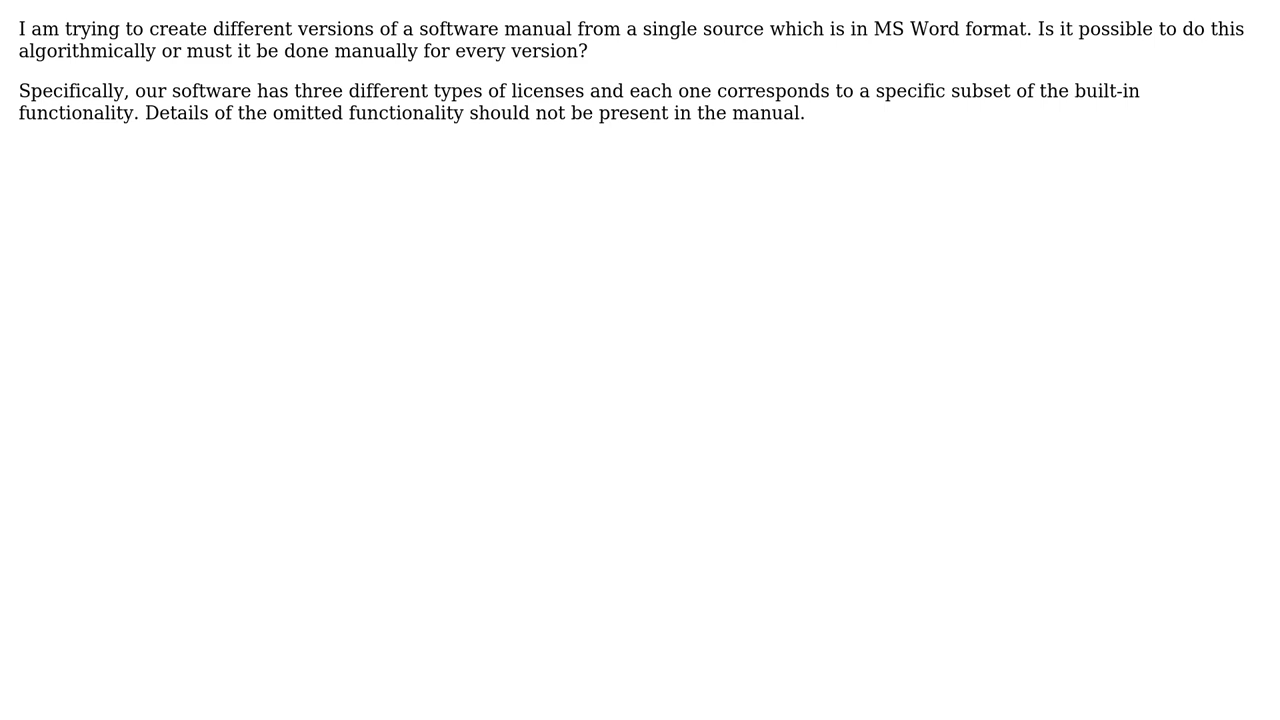 I am trying to create different versions of a software manual from a single source which is in MS Word format. Is it possible to do this
algorithmically or must it be done manually for every version?
Specifically, our software has three different types of licenses and each one corresponds to a specific subset of the built-in
functionality. Details of the omitted functionality should not be present in the manual.